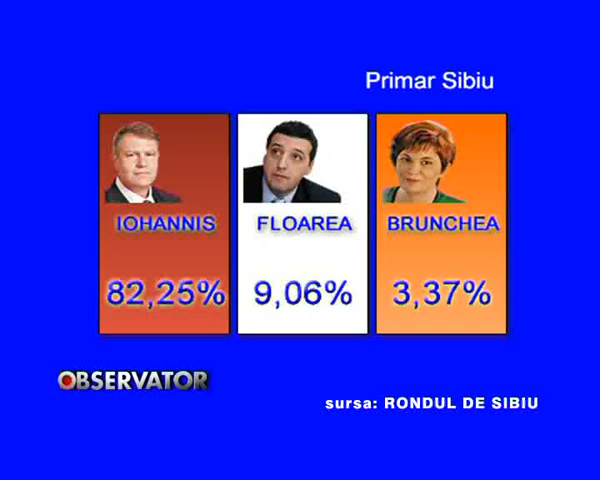 Primar Sibiu
IOHANNIS FLOAREA BRUNCHEA
82,25% 9,06% 3,37%
OBSERVATOR
sursa: RONDUL DE SIBIU